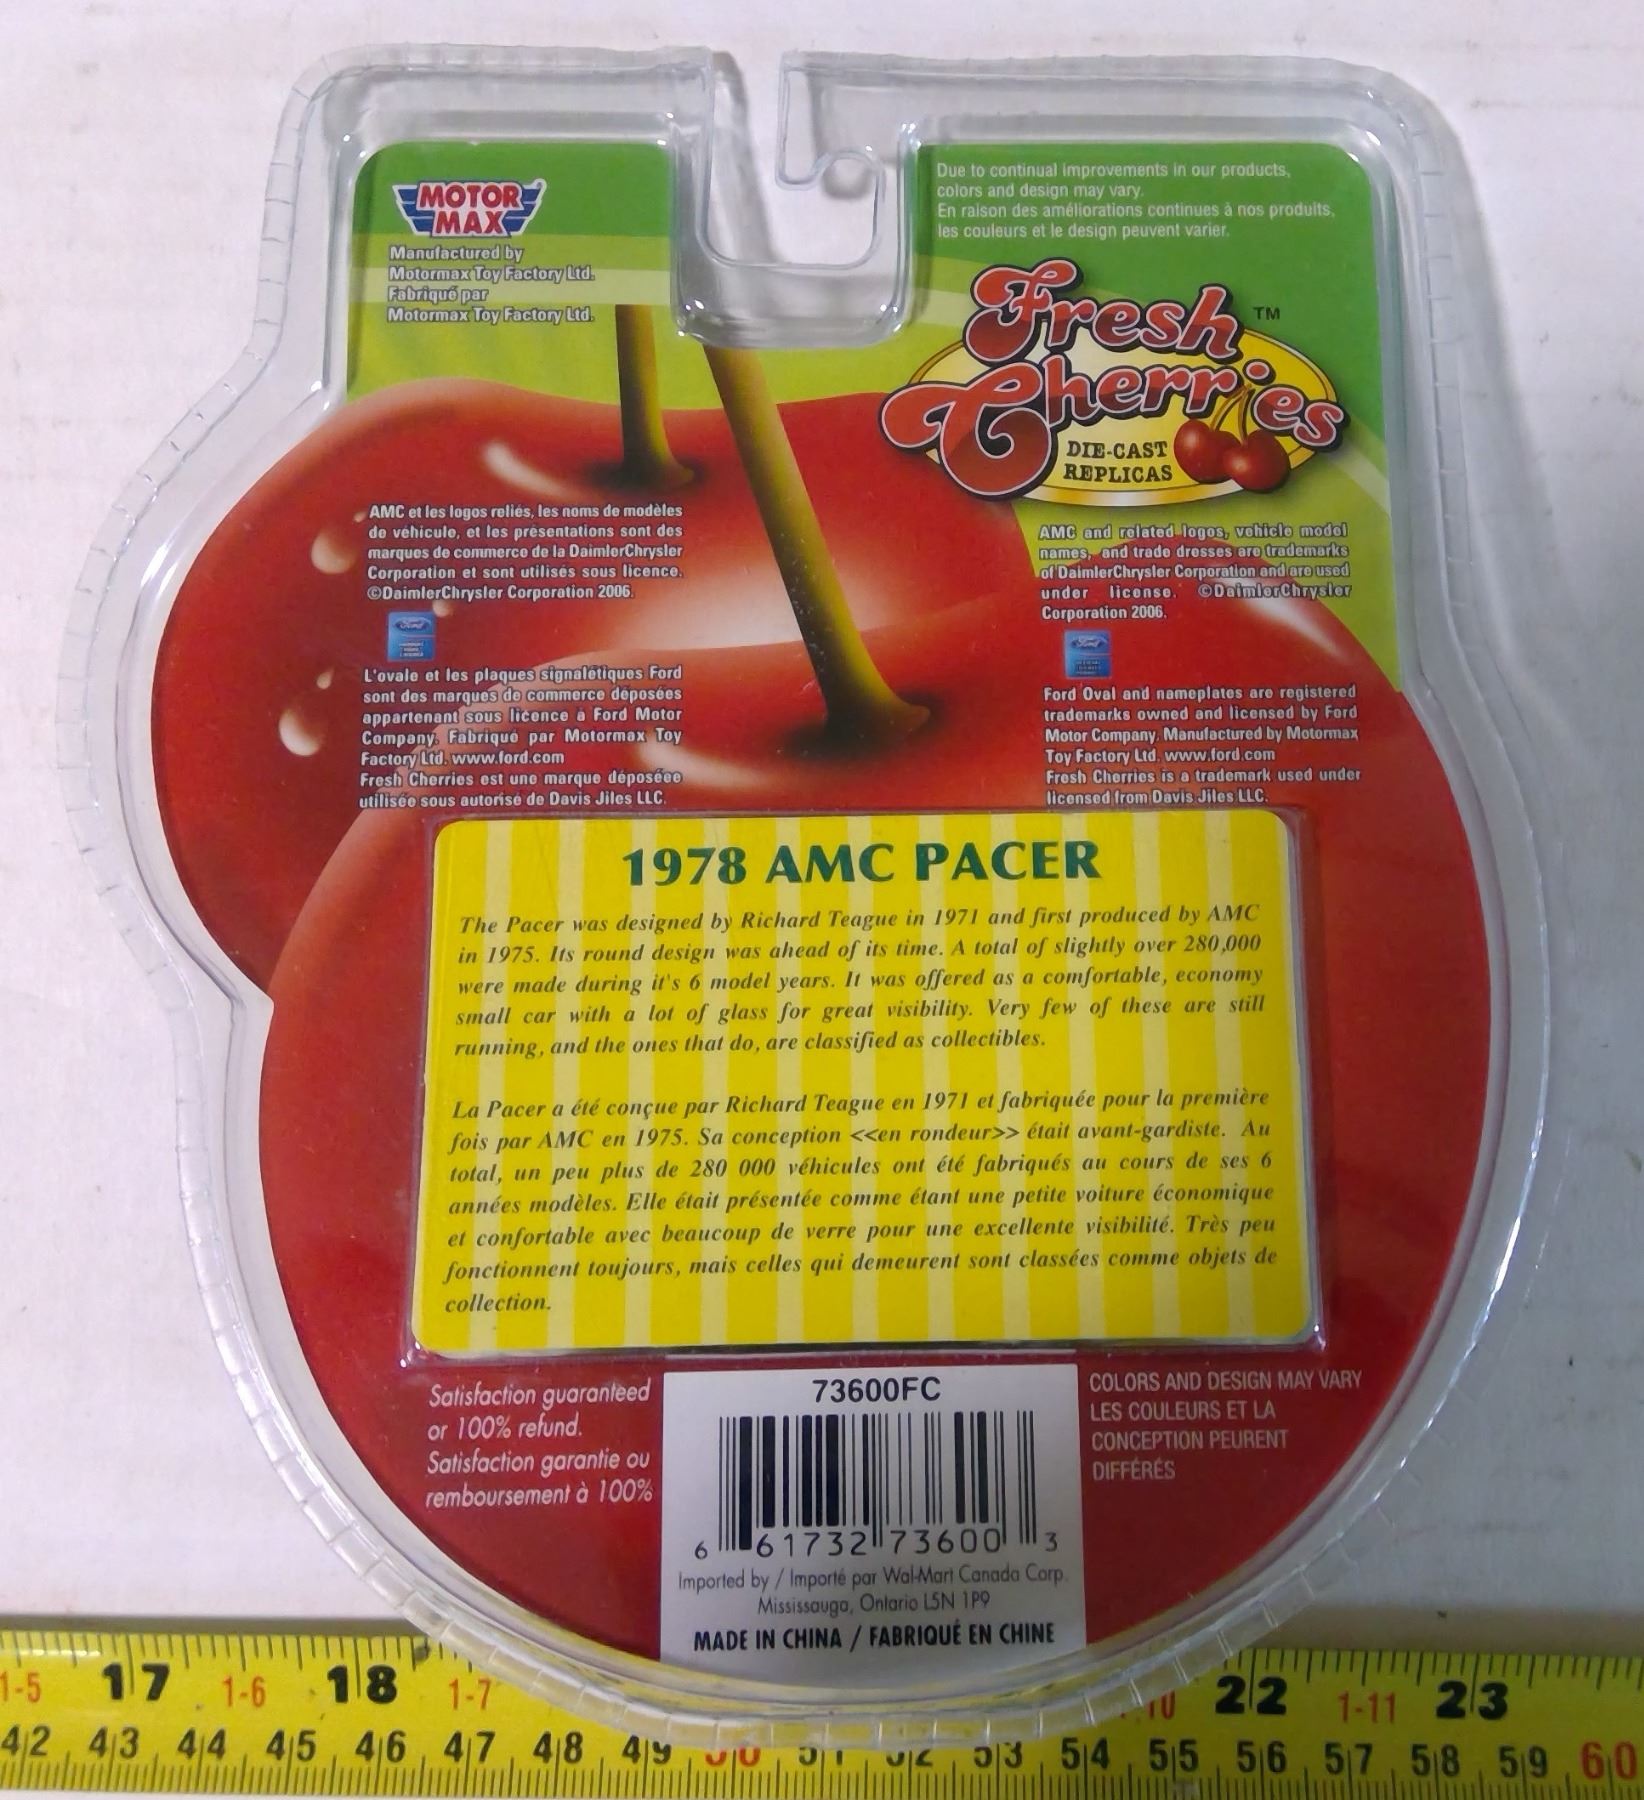 MOTOR
MAX
Manufactured by
Motormax Toy Factory Ltd.
Fabriqué par
Motormax Toy Factory Ltd.
Due to continual improvements in our products,
colors and design may vary.
En raison des améliorations continues à nos produits,
les couleurs et le design peuvent varier.
Fresh TM
Cherries
DIE-CAST
REPLICAS
AMC et les logos reliés, les noms de modèles
de véhicule, et les présentations sont des
marques de commerce de la DaimlerChrysler
Corporation et sont utilisés sous licence.
©DaimlerChrysler Corporation 2006.
Ford
L'ovale et les plaques signalétiques Ford
sont des marques de commerce déposées
appartenant sous licence à Ford Motor
Company. Fabriqué par Motormax Toy
Factory Ltd. www.ford.com
Fresh Cherries est une marque déposéee
utilisée sous autorisé de Davis Jiles LLC.
AMC and related logos, vehicle model
names, and trade dresses are trademarks
of DaimlerChrysler Corporation and are used
under license. ©DaimlerChrysler
Corporation 2006.
Ford
Ford Oval and nameplates are registered
trademarks owned and licensed by Ford
Motor Company. Manufactured by Motormax
Toy Factory Ltd. www.ford.com
Fresh Cherries is a trademark used under
licensed from Davis Jiles LLC.
1978 AMC PACER
The Pacer was designed by Richard Teague in 1971 and first produced by AMC
in 1975. Its round design was ahead of its time. A total of slightly over 280,000
were made during it's 6 model years. It was offered as a comfortable, economy
small car with a lot of glass for great visibility. Very few of these are still
running, and the ones that do, are classified as collectibles.
La Pacer a été conçue par Richard Teague en 1971 et fabriquée pour la première
fois par AMC en 1975. Sa conception <<en rondeur>> était avant-gardiste. Au
total, un peu plus de 280 000 véhicules ont été fabriqués au cours de ses 6
années modèles. Elle était présentée comme étant une petite voiture économique
et confortable avec beaucoup de verre pour une excellente visibilité. Très peu
fonctionnent toujours, mais celles qui demeurent sont classées comme objets de
collection.
Satisfaction guaranteed
or 100% refund.
Satisfaction garantie ou
remboursement à 100%
73600FC
6 61732 73600 3
Imported by / Importé par Wal-Mart Canada Corp.
Mississauga, Ontario L5N 1P9
MADE IN CHINA / FABRIQUÉ EN CHINE
COLORS AND DESIGN MAY VARY
LES COULEURS ET LA
CONCEPTION PEURENT
DIFFÉRÉS
1-5 17 1-6 18 1-7 10 22 1-11 23
42 43 44 45 46 47 48 49 50 51 52 53 54 55 56 57 58 59 60